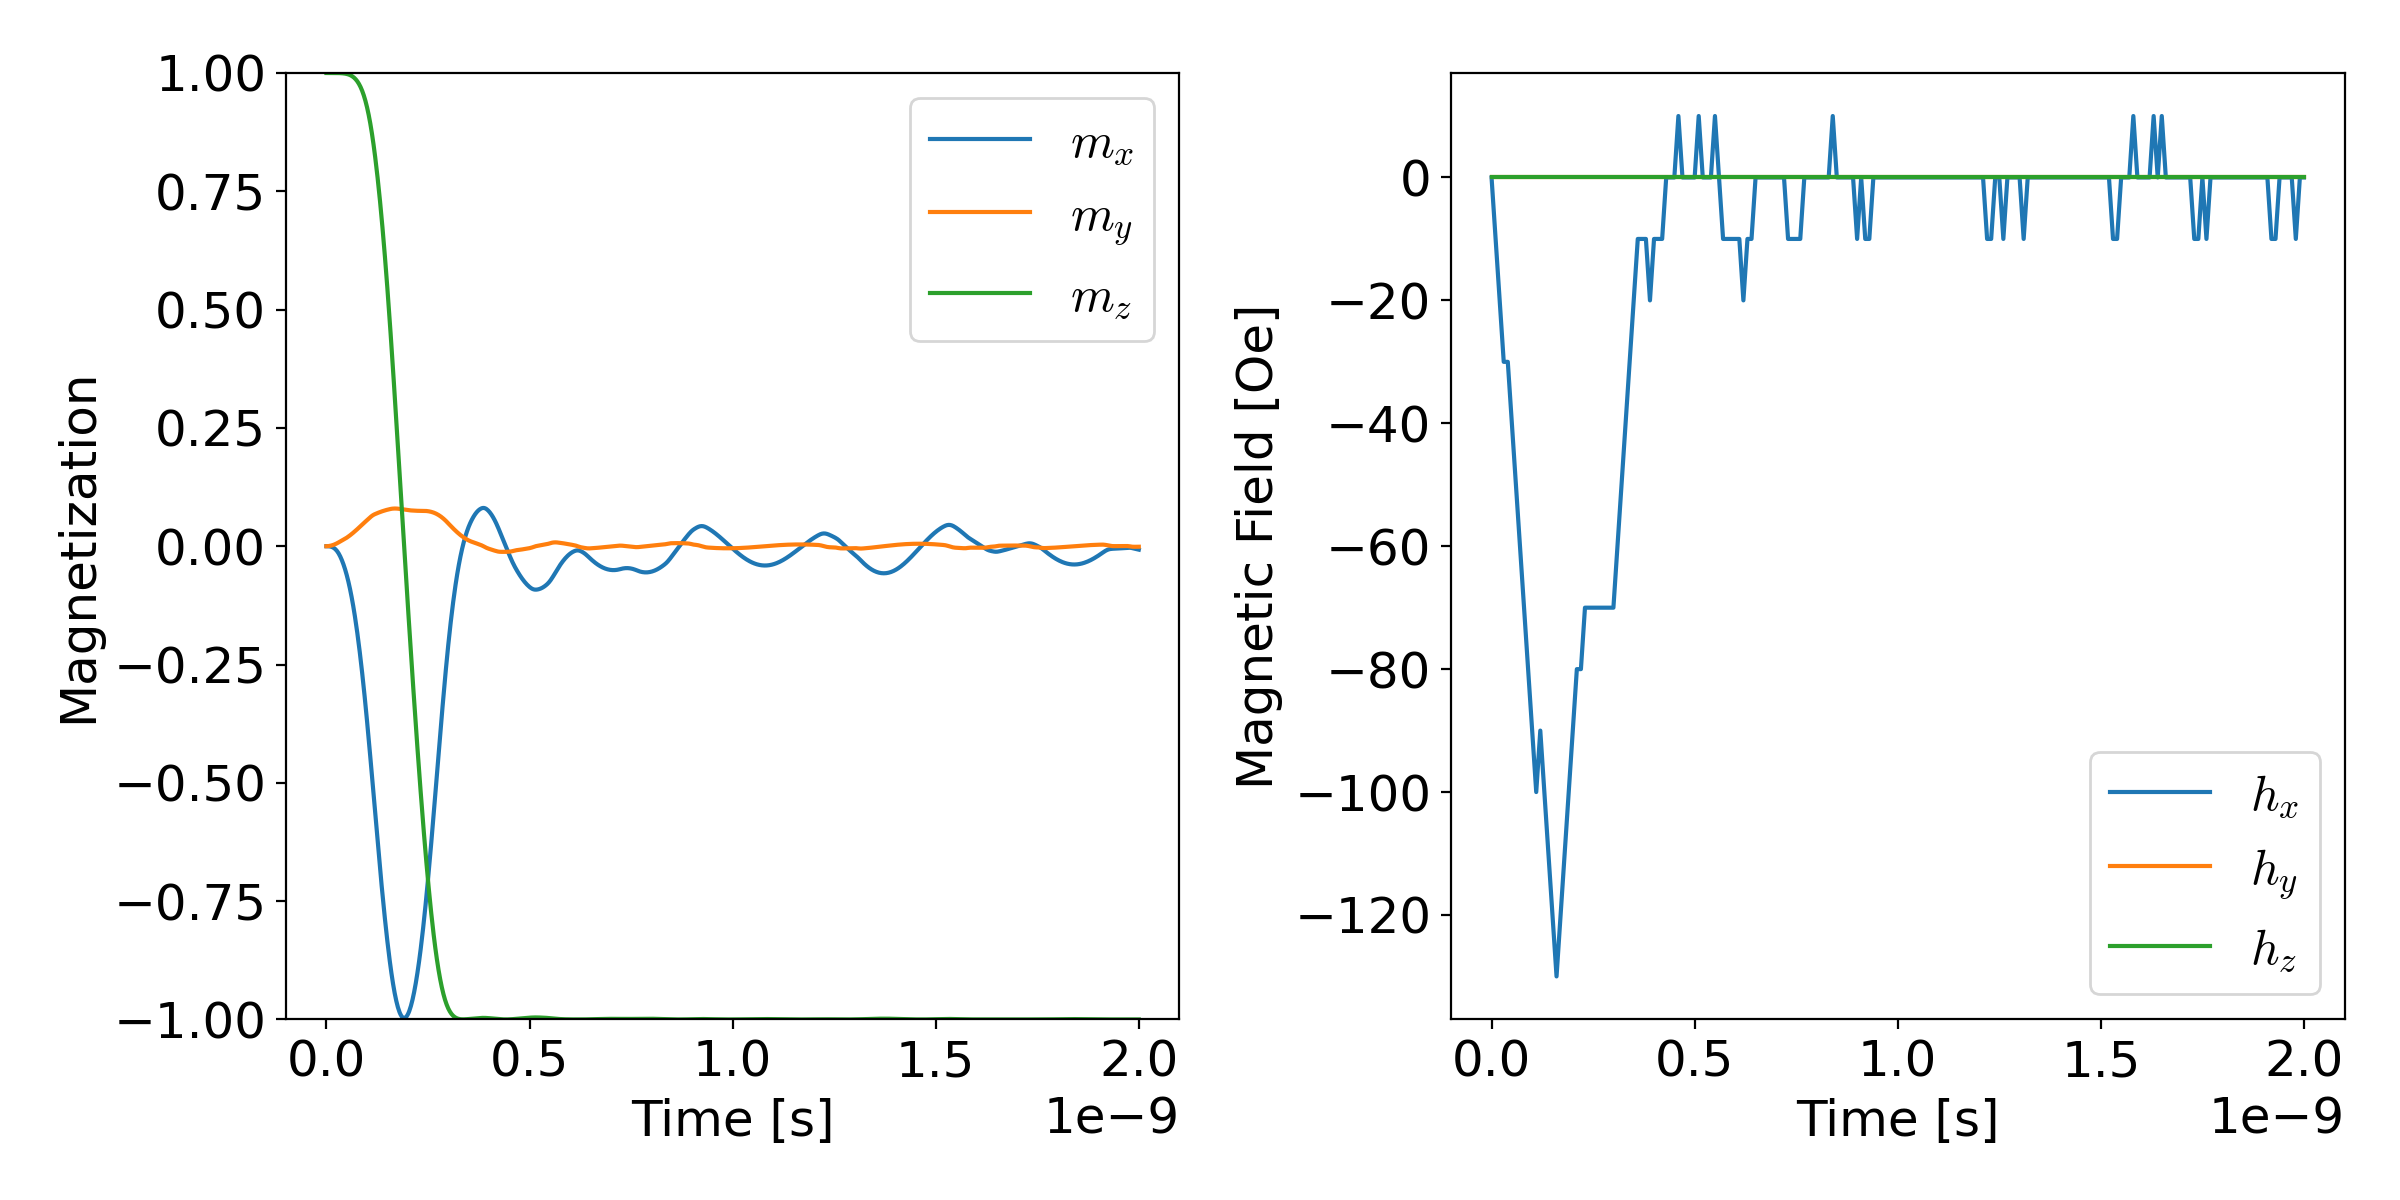 Magnetization
1.00
0.75
0.50
0.25
0.00
−0.25
−0.50
−0.75
−1.00
0.0 0.5 1.0 1.5 2.0
Time [s]
1e−9
m_x
m_y
m_z
Magnetic Field [Oe]
0
−20
−40
−60
−80
−100
−120
0.0 0.5 1.0 1.5 2.0
Time [s]
1e−9
h_x
h_y
h_z